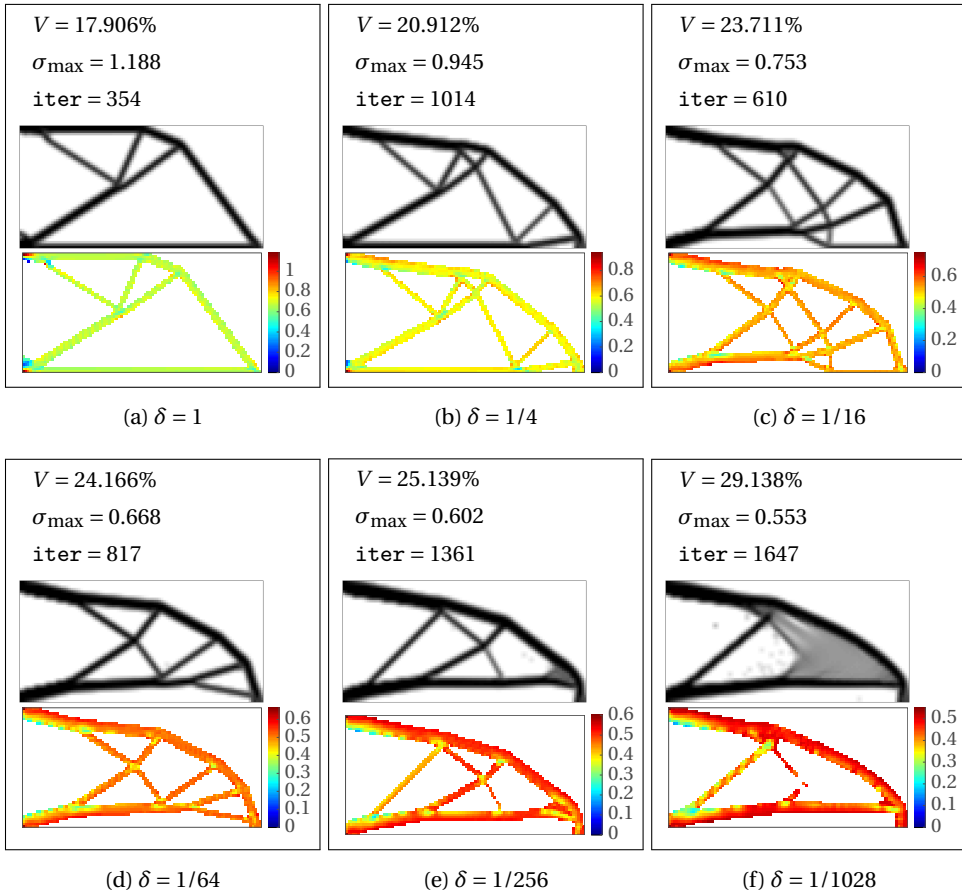 V = 17.906%
σmax = 1.188
iter = 354
1
0.8
0.6
0.4
0.2
0
(a) δ = 1
V = 20.912%
σmax = 0.945
iter = 1014
0.8
0.6
0.4
0.2
0
(b) δ = 1/4
V = 23.711%
σmax = 0.753
iter = 610
0.6
0.4
0.2
0
(c) δ = 1/16
V = 24.166%
σmax = 0.668
iter = 817
0.6
0.5
0.4
0.3
0.2
0.1
0
(d) δ = 1/64
V = 25.139%
σmax = 0.602
iter = 1361
0.6
0.5
0.4
0.3
0.2
0.1
0
(e) δ = 1/256
V = 29.138%
σmax = 0.553
iter = 1647
0.5
0.4
0.3
0.2
0.1
0
(f) δ = 1/1028